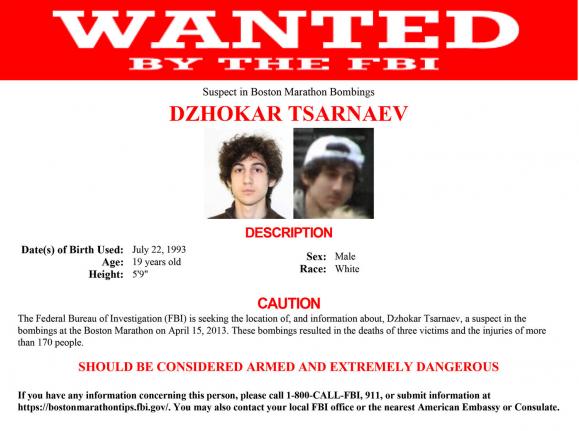 WANTED
BY THE FBI
Suspect in Boston Marathon Bombings
DZHOKAR TSARNAEV
DESCRIPTION
Date(s) of Birth Used: July 22, 1993
Age: 19 years old
Height: 5'9"
Sex: Male
Race: White
CAUTION
The Federal Bureau of Investigation (FBI) is seeking the location of, and information about, Dzhokar Tsarnaev, a suspect in the
bombings at the Boston Marathon on April 15, 2013. These bombings resulted in the deaths of three victims and the injuries of more
than 170 people.
SHOULD BE CONSIDERED ARMED AND EXTREMELY DANGEROUS
If you have any information concerning this person, please call 1-800-CALL-FBI, 911, or submit information at
https://bostonmarathontips.fbi.gov/. You may also contact your local FBI office or the nearest American Embassy or Consulate.